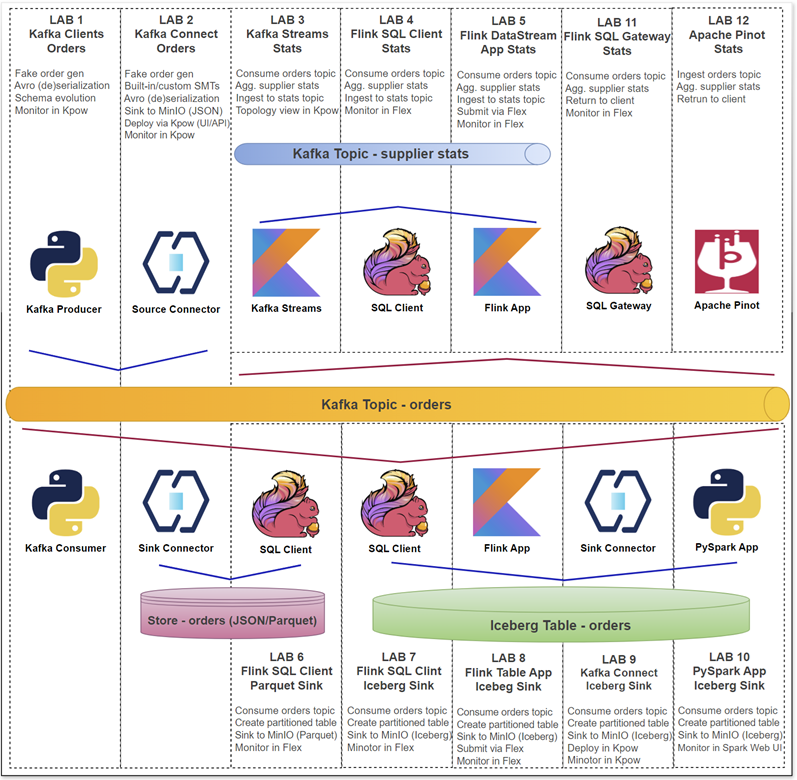 LAB 1
Kafka Clients
Orders
Fake order gen
Avro (de)serialization
Schema evolution
Monitor in Kpow
LAB 2
Kafka Connect
Orders
Fake order gen
Built-in/custom SMTs
Avro (de)serialization
Sink to MinIO (JSON)
Deploy via Kpow (UI/API)
Monitor in Kpow
LAB 3
Kafka Streams
Stats
Consume orders topic
Agg. supplier stats
Ingest to stats topic
Topology view in Kpow
LAB 4
Flink SQL Client
Stats
Consume orders topic
Agg. supplier stats
Ingest to stats topic
Monitor in Flex
LAB 5
Flink DataStream
App Stats
Consume orders topic
Agg. supplier stats
Ingest to stats topic
Submit via Flex
Monitor in Flex
LAB 11
Flink SQL Gateway
Stats
Consume orders topic
Agg. supplier stats
Return to client
Monitor in Flex
LAB 12
Apache Pinot
Stats
Ingest orders topic
Agg. supplier stats
Retrun to client
Kafka Topic - supplier stats
Kafka Producer
Source Connector
Kafka Streams
SQL Client
Flink App
SQL Gateway
Apache Pinot
Kafka Topic - orders
Kafka Consumer
Sink Connector
SQL Client
SQL Client
Flink App
Sink Connector
PySpark App
Store - orders (JSON/Parquet)
Iceberg Table - orders
LAB 6
Flink SQL Client
Parquet Sink
Consume orders topic
Create partitioned table
Sink to MinIO (Parquet)
Monitor in Flex
LAB 7
Flink SQL Clint
Iceberg Sink
Consume orders topic
Create partitioned table
Sink to MinIO (Iceberg)
Minotor in Flex
LAB 8
Flink Table App
Icebeg Sink
Consume orders topic
Create partitioned table
Sink to MinIO (Iceberg)
Submit via Flex
Monitor in Flex
LAB 9
Kafka Connect
Iceberg Sink
Consume orders topic
Create partitioned table
Sink to MinIO (Iceberg)
Deploy in Kpow
Minotor in Kpow
LAB 10
PySpark App
Iceberg Sink
Consume orders topic
Create partitioned table
Sink to MinIO (Iceberg)
Monitor in Spark Web UI